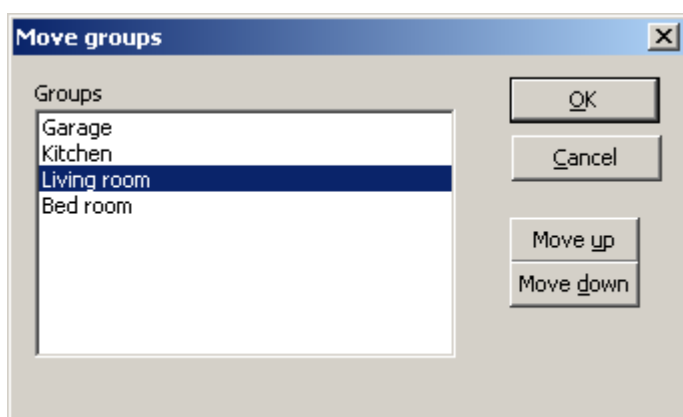 Move groups
Groups
Garage
Kitchen
Living room
Bed room
OK
Cancel
Move up
Move down